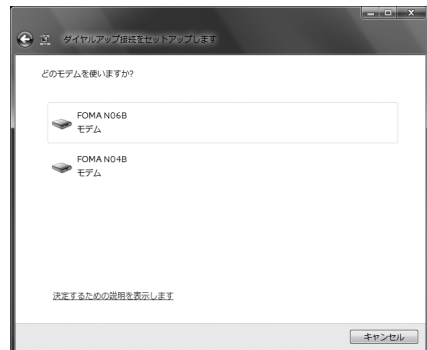 ダイヤルアップ接続をセットアップします
どのモデムを使いますか?
FOMA N06B
モデム
FOMA N04B
モデム
決定するための説明を表示します
キャンセル